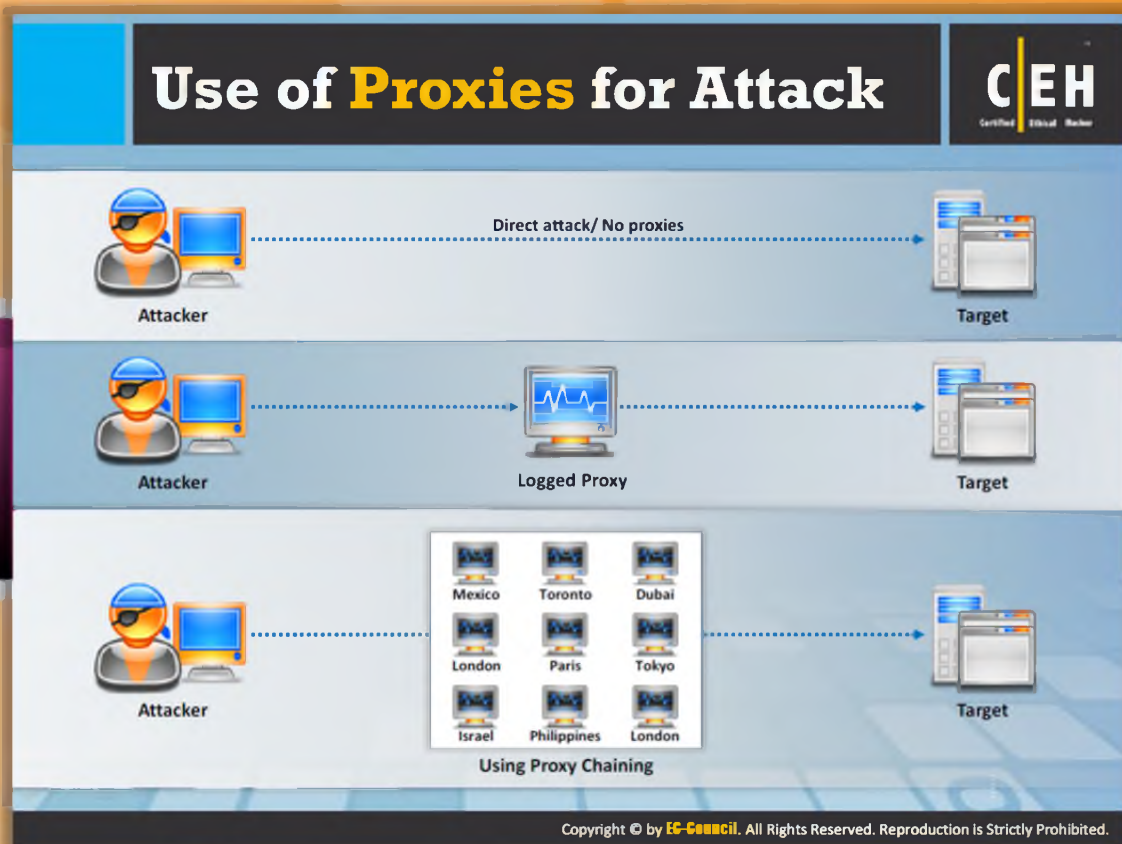 Use of Proxies for Attack
C EH
Certified Ethical Hacker
Direct attack/ No proxies
Attacker
Target
Attacker
Logged Proxy
Target
Mexico Toronto Dubai
London Paris Tokyo
Israel Philippines London
Attacker
Target
Using Proxy Chaining
Copyright © by EC-Council. All Rights Reserved. Reproduction is Strictly Prohibited.